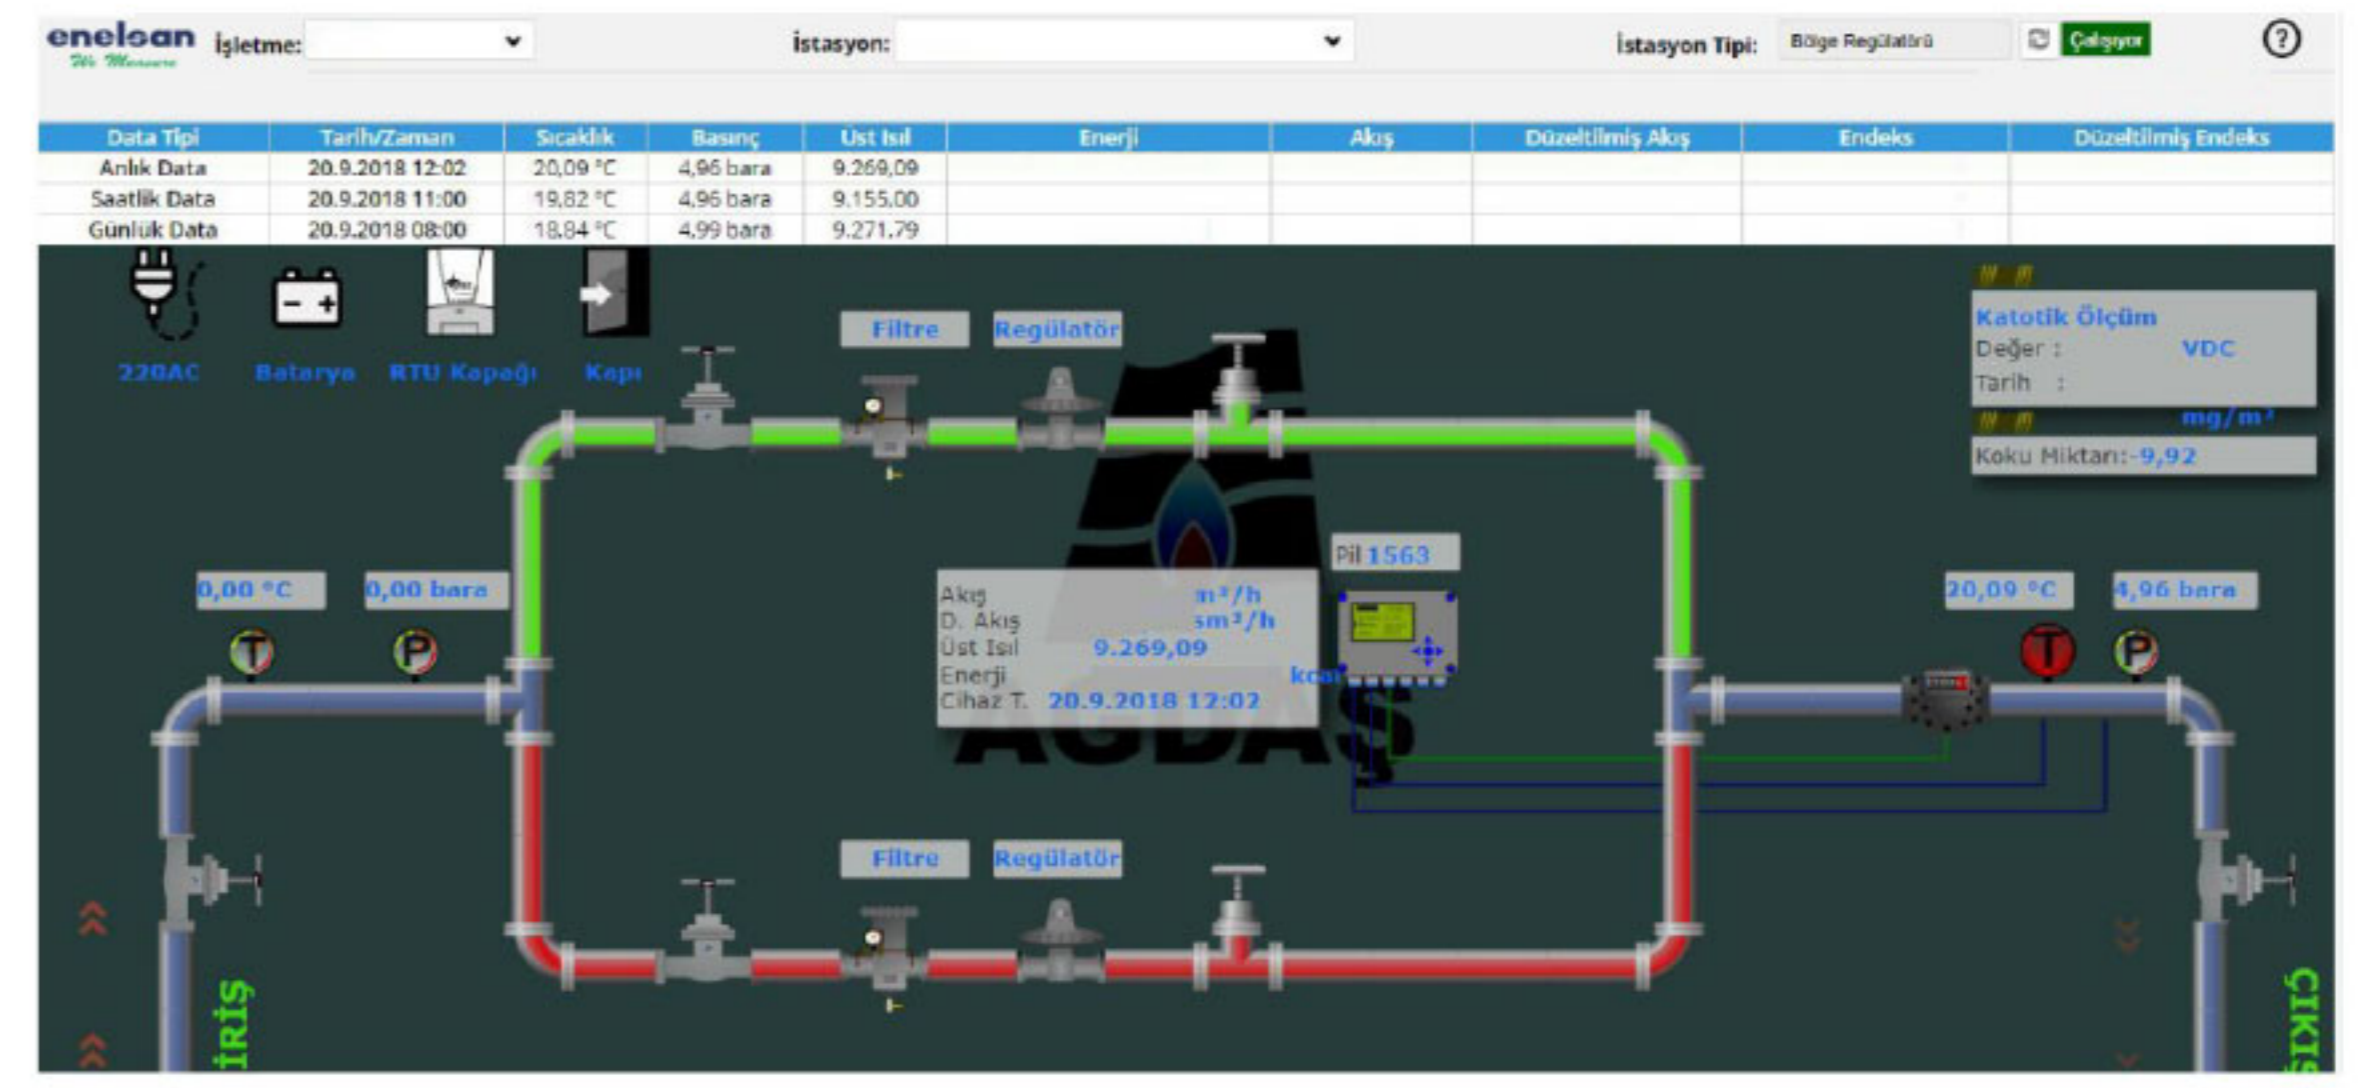 enelsan
We Measure
İşletme:
İstasyon:
İstasyon Tipi: Bölge Regülatörü Çalışıyor ?
Data Tipi Tarih/Zaman Sıcaklık Basınç Üst Isıl Enerji Akış Düzeltilmiş Akış Endeks Düzeltilmiş Endeks
Anlık Data 20.9.2018 12:02 20,09 °C 4,96 bara 9.269,09
Saatlik Data 20.9.2018 11:00 19,82 °C 4,96 bara 9.155,00
Günlük Data 20.9.2018 08:00 18,84 °C 4,99 bara 9.271,79
220AC Batarya RTU Kapağı Kapı
Filtre Regülatör
Katotik Ölçüm
Değer : VDC
Tarih :
mg/m³
Koku Miktarı:-9,92
Pil 1563
0,00 °C 0,00 bara
20,09 °C 4,96 bara
T P
T P
Akış m³/h
D. Akış sm³/h
Üst Isıl 9.269,09
Enerji kcal
Cihaz T. 20.9.2018 12:02
AGDAŞ
Filtre Regülatör
İRİŞ
ÇIKIŞ